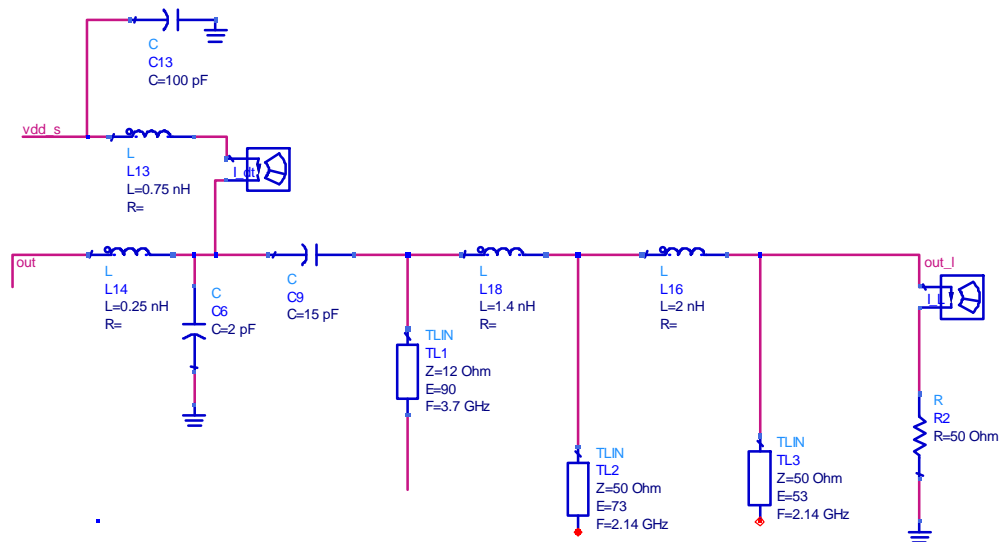 C
C13
C=100 pF
vdd_s
L
L13
L=0.75 nH
R=
I_dt
out
L
L14
L=0.25 nH
R=
C
C6
C=2 pF
C
C9
C=15 pF
L
L18
L=1.4 nH
R=
L
L16
L=2 nH
R=
out_l
TLIN
TL1
Z=12 Ohm
E=90
F=3.7 GHz
TLIN
TL2
Z=50 Ohm
E=73
F=2.14 GHz
TLIN
TL3
Z=50 Ohm
E=53
F=2.14 GHz
R
R2
R=50 Ohm